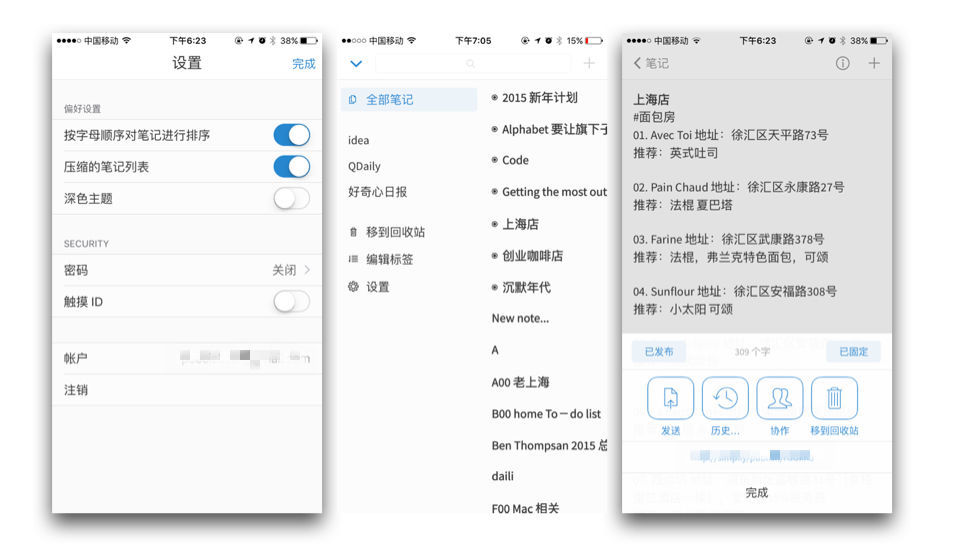 中国移动 下午6:23 38%
设置 完成
偏好设置
按字母顺序对笔记进行排序
压缩的笔记列表
深色主题
SECURITY
密码 关闭
触摸 ID
帐户
注销
中国移动 下午7:05 15%
全部笔记
idea
QDaily
好奇心日报
移到回收站
编辑标签
设置
2015 新年计划
Alphabet 要让旗下子
Code
Getting the most out
上海店
创业咖啡店
沉默年代
New note...
A
A00 老上海
B00 home To－do list
Ben Thompsan 2015 总
daili
F00 Mac 相关
中国移动 下午6:23 38%
笔记
上海店
#面包房
01. Avec Toi 地址：徐汇区天平路73号
推荐：英式吐司
02. Pain Chaud 地址：徐汇区永康路27号
推荐：法棍 夏巴塔
03. Farine 地址：徐汇区武康路378号
推荐：法棍，弗兰克特色面包，可颂
04. Sunflour 地址：徐汇区安福路308号
推荐：小太阳 可颂
已发布 309 个字 已固定
发送 历史... 协作 移到回收站
完成